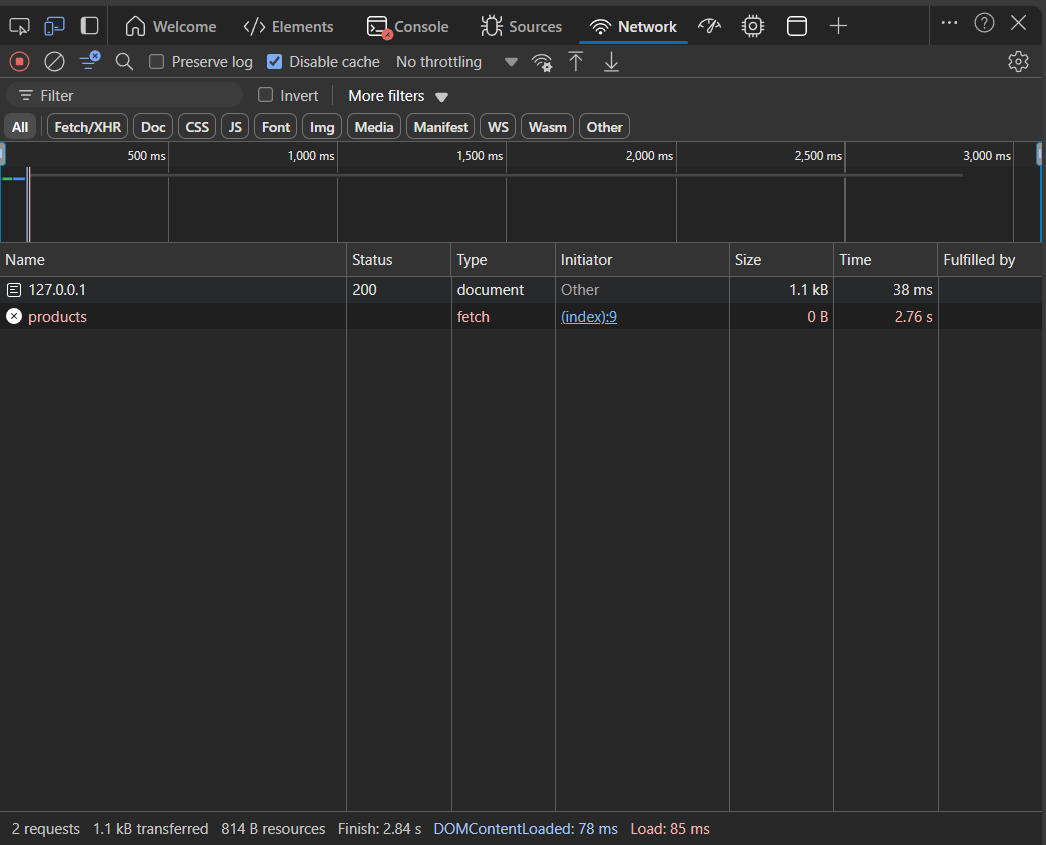 Welcome Elements Console Sources Network
Preserve log Disable cache No throttling
Filter Invert More filters
All Fetch/XHR Doc CSS JS Font Img Media Manifest WS Wasm Other
500 ms 1,000 ms 1,500 ms 2,000 ms 2,500 ms 3,000 ms
Name Status Type Initiator Size Time Fulfilled by
127.0.0.1 200 document Other 1.1 kB 38 ms
products fetch (index):9 0 B 2.76 s
2 requests 1.1 kB transferred 814 B resources Finish: 2.84 s DOMContentLoaded: 78 ms Load: 85 ms